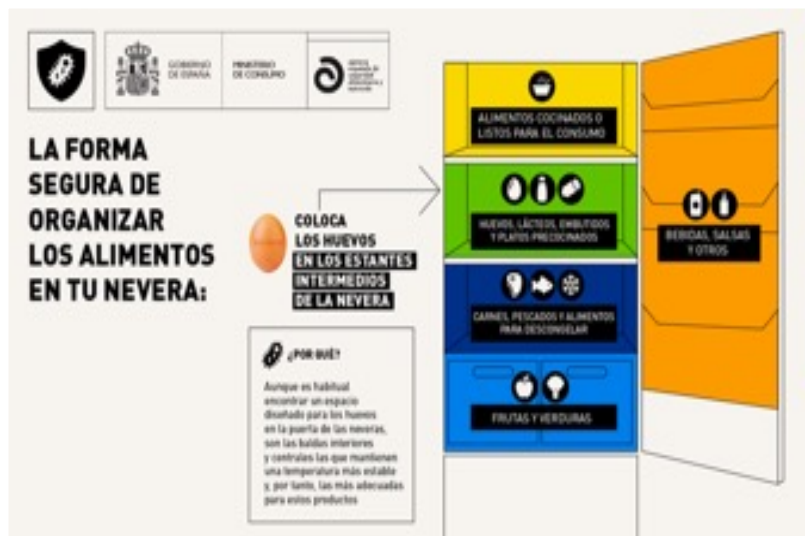 GOBIERNO
DE ESPAÑA
MINISTERIO
DE CONSUMO
LA FORMA
SEGURA DE
ORGANIZAR
LOS ALIMENTOS
EN TU NEVERA:
COLOCA
LOS HUEVOS
EN LOS ESTANTES
INTERMEDIOS
DE LA NEVERA
¿POR QUÉ?
Aunque es habitual
encontrar un espacio
diseñado para los huevos
en la puerta de las neveras,
son las baldas interiores
y centrales las que mantienen
una temperatura más estable
y, por tanto, las más adecuadas
para estos productos
ALIMENTOS COCINADOS O
LISTOS PARA EL CONSUMO
HUEVOS, LÁCTEOS, EMBUTIDOS
Y PLATOS PRECOCINADOS
CARNES, PESCADOS Y ALIMENTOS
PARA DESCONGELAR
FRUTAS Y VERDURAS
BEBIDAS, SALSAS
Y OTROS